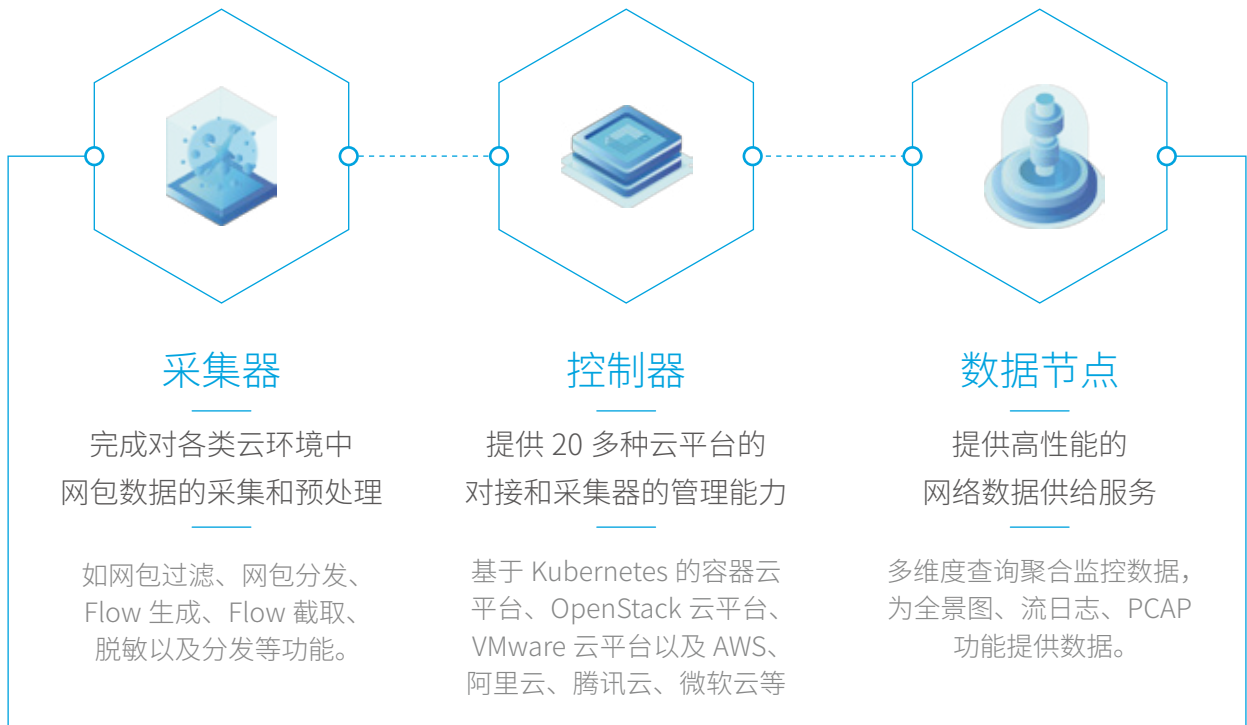 采集器
完成对各类云环境中
网包数据的采集和预处理
如网包过滤、网包分发、
Flow 生成、Flow 截取、
脱敏以及分发等功能。
控制器
提供 20 多种云平台的
对接和采集器的管理能力
基于 Kubernetes 的容器云
平台、OpenStack 云平台、
VMware 云平台以及 AWS、
阿里云、腾讯云、微软云等
数据节点
提供高性能的
网络数据供给服务
多维度查询聚合监控数据，
为全景图、流日志、PCAP
功能提供数据。